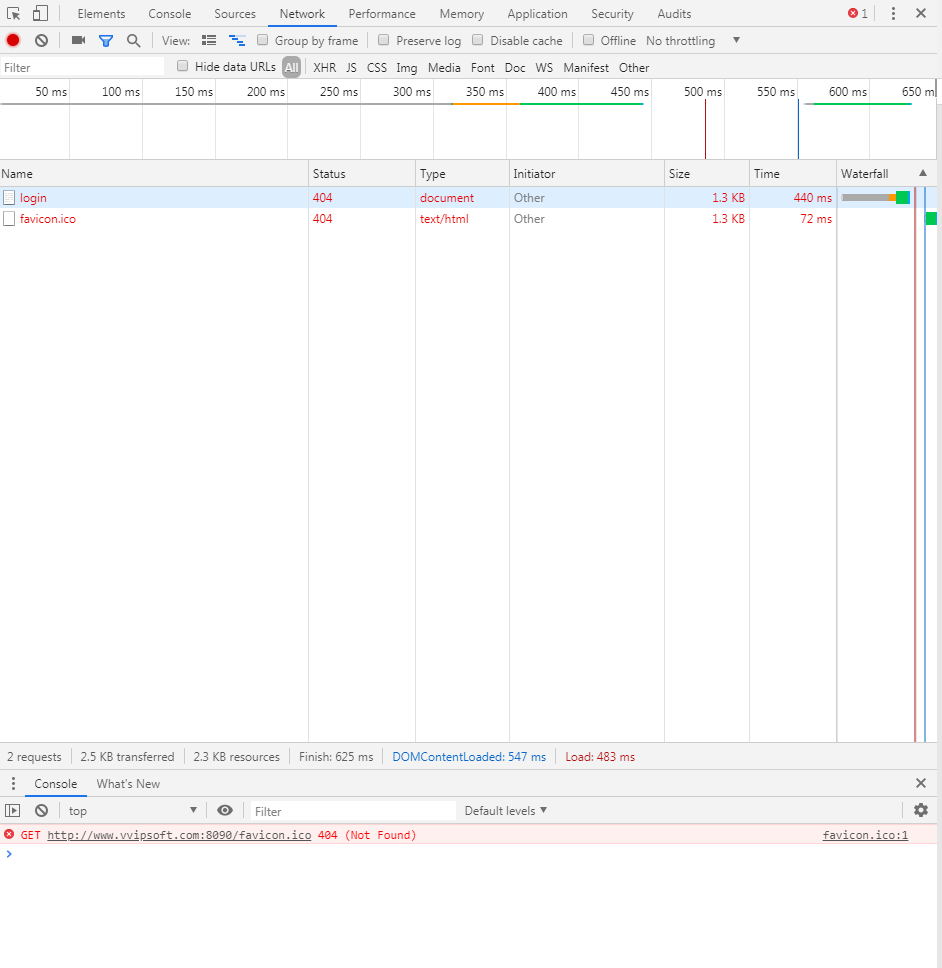 Elements Console Sources Network Performance Memory Application Security Audits 1
View: Group by frame Preserve log Disable cache Offline No throttling
Filter Hide data URLs All XHR JS CSS Img Media Font Doc WS Manifest Other
50 ms 100 ms 150 ms 200 ms 250 ms 300 ms 350 ms 400 ms 450 ms 500 ms 550 ms 600 ms 650 m
Name Status Type Initiator Size Time Waterfall
login 404 document Other 1.3 KB 440 ms
favicon.ico 404 text/html Other 1.3 KB 72 ms
2 requests 2.5 KB transferred 2.3 KB resources Finish: 625 ms DOMContentLoaded: 547 ms Load: 483 ms
Console What's New
top Filter Default levels
GET http://www.vvipsoft.com:8090/favicon.ico 404 (Not Found) favicon.ico:1